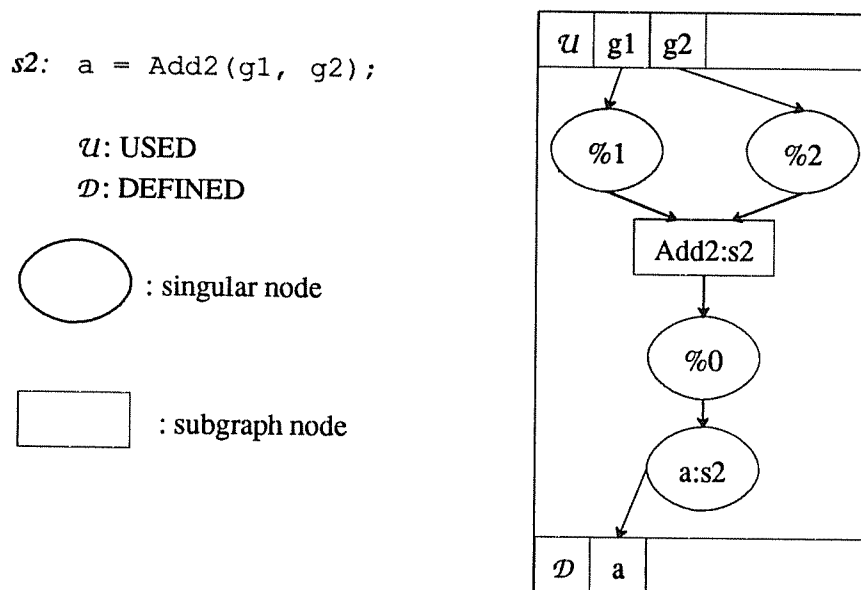 s2: a = Add2(g1, g2);
𝒰: USED
𝒟: DEFINED
: singular node
: subgraph node
𝒰 g1 g2
%1 %2
Add2:s2
%0
a:s2
𝒟 a